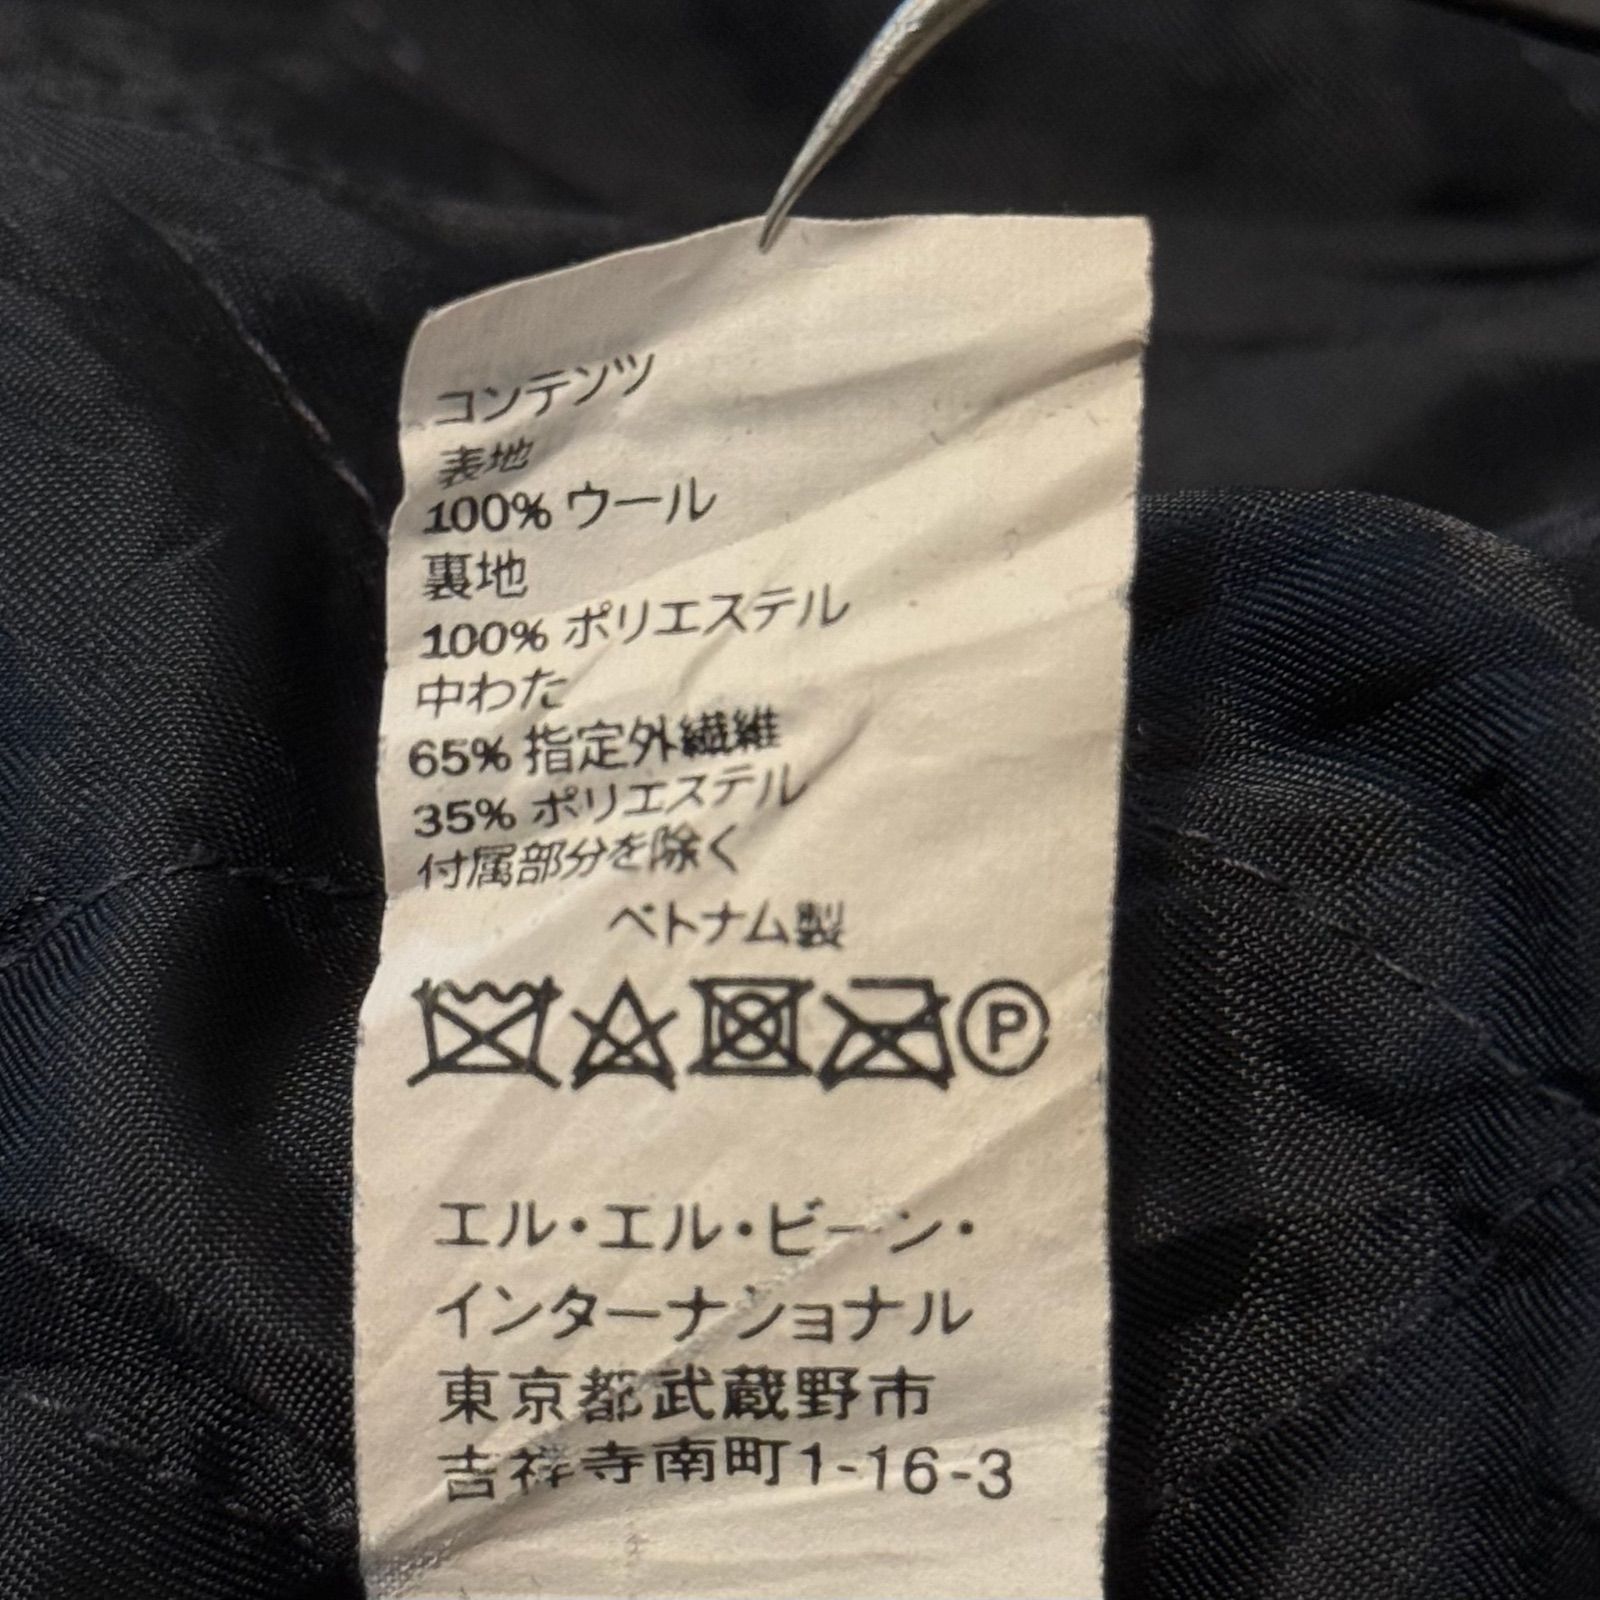 コンテンツ
表地
100% ウール
裏地
100% ポリエステル
中わた
65% 指定外繊維
35% ポリエステル
付属部分を除く
ベトナム製
P
エル・エル・ビーン・
インターナショナル
東京都武蔵野市
吉祥寺南町1-16-3